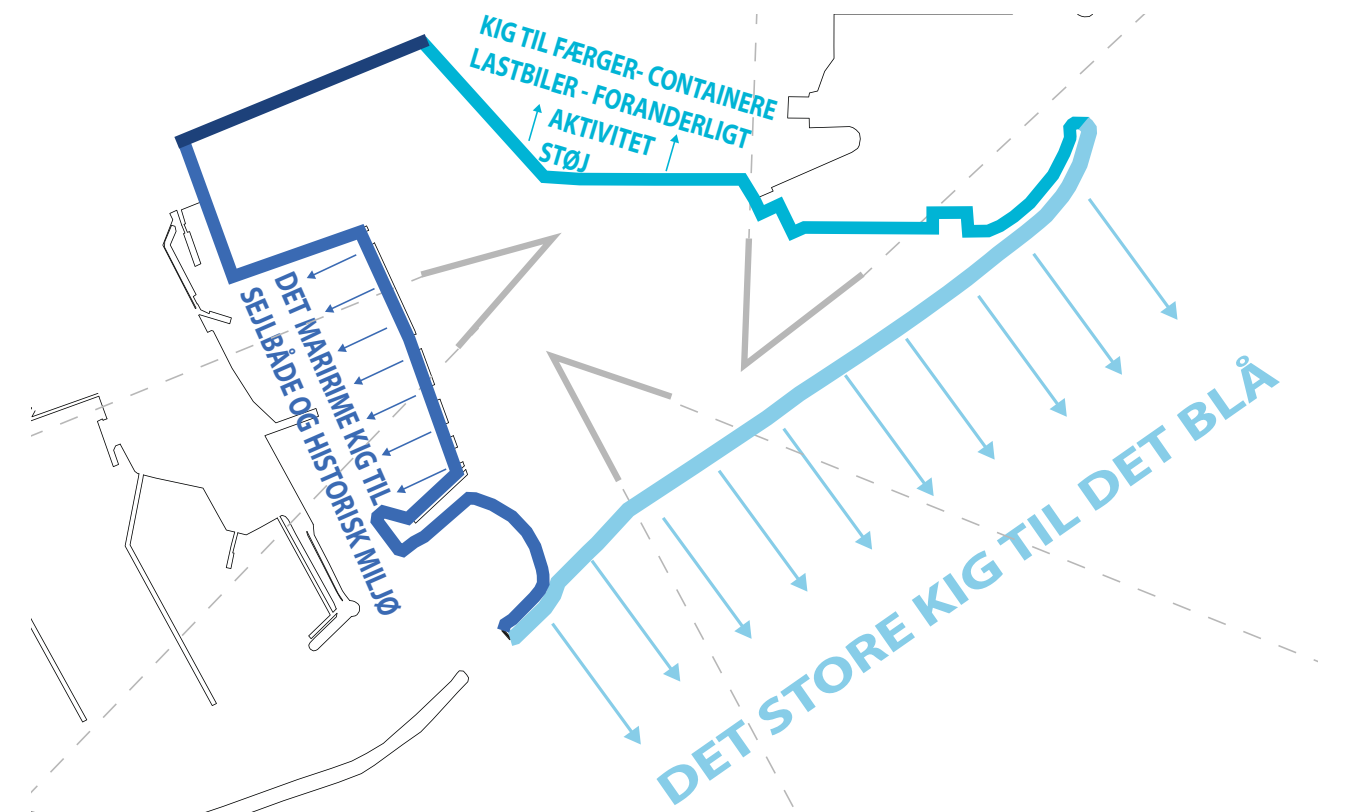 KIG TIL FÆRGER- CONTAINERE
LASTBILER - FORANDERLIGT
AKTIVITET
STØJ
DET MARIRIME KIG TIL
SEJLBÅDE OG HISTORISK MILJØ
DET STORE KIG TIL DET BLÅ